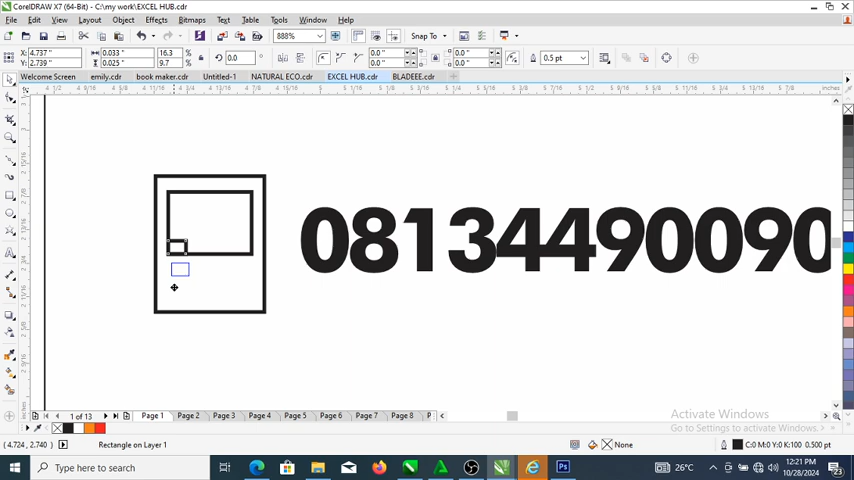 CorelDRAW X7 (64-Bit) - C:\my work\EXCEL HUB.cdr
File Edit View Layout Object Effects Bitmaps Text Table Tools Window Help
888% Snap To
X: 4.737 " 0.033 " 16.3 % 0.0 0.0 " 0.0 " 0.5 pt
Y: 2.739 " 0.025 " 9.7 % 0.0 " 0.0 "
Welcome Screen emily.cdr book maker.cdr Untitled-1 NATURAL ECO.cdr EXCEL HUB.cdr BLADEEE.cdr
inches
08134490090
1 of 13 Page 1 Page 2 Page 3 Page 4 Page 5 Page 6 Page 7 Page 8 P
Activate Windows
Go to Settings to activate Windows.
(4.724 , 2.740 ) Rectangle on Layer 1 None C:0 M:0 Y:0 K:100 0.500 pt
Type here to search 26°C 12:21 PM
10/28/2024 23